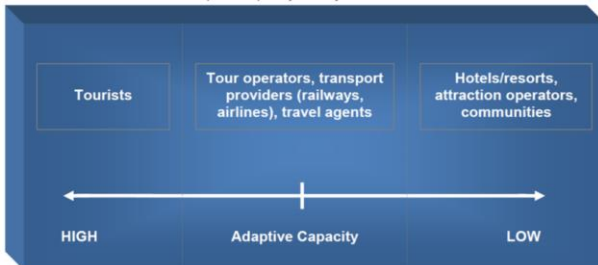 Tourists
Tour operators, transport
providers (railways,
airlines), travel agents
Hotels/resorts,
attraction operators,
communities
HIGH
Adaptive Capacity
LOW